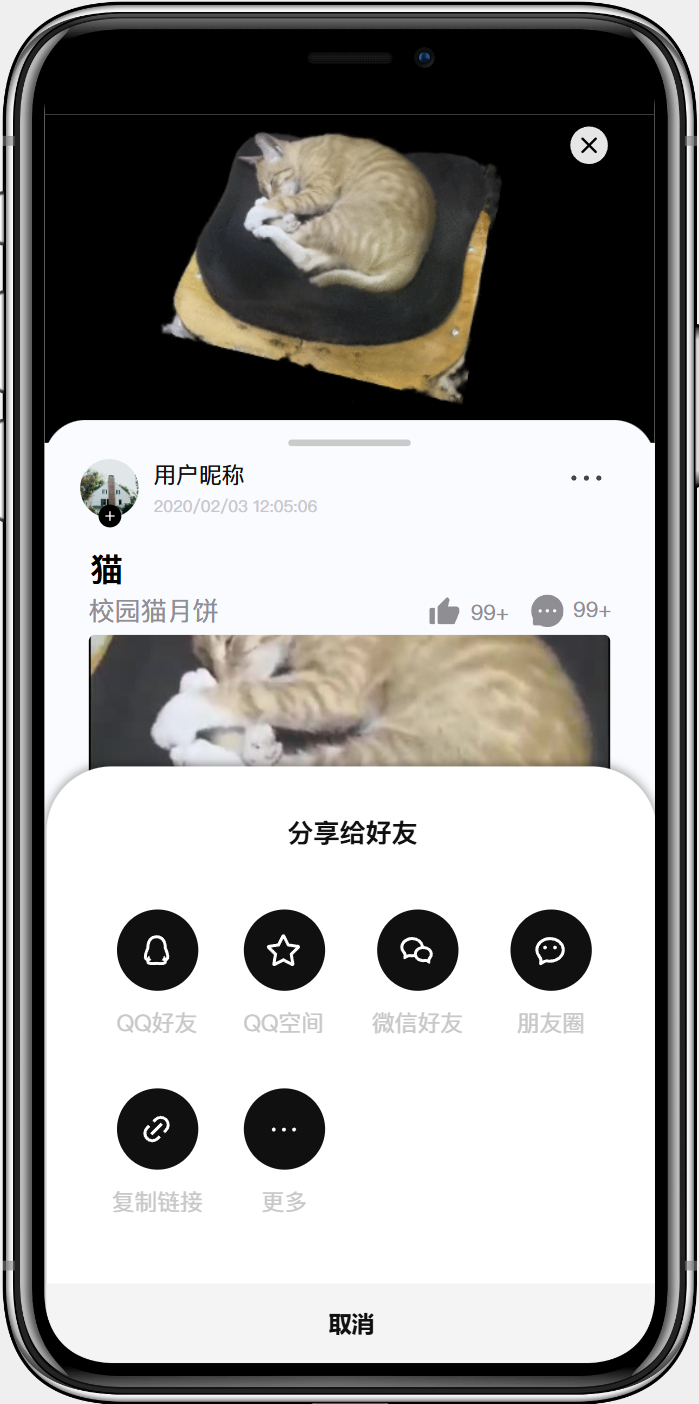 用户昵称
2020/02/03 12:05:06
猫
校园猫月饼 99+ 99+
分享给好友
QQ好友 QQ空间 微信好友 朋友圈
复制链接 更多
取消